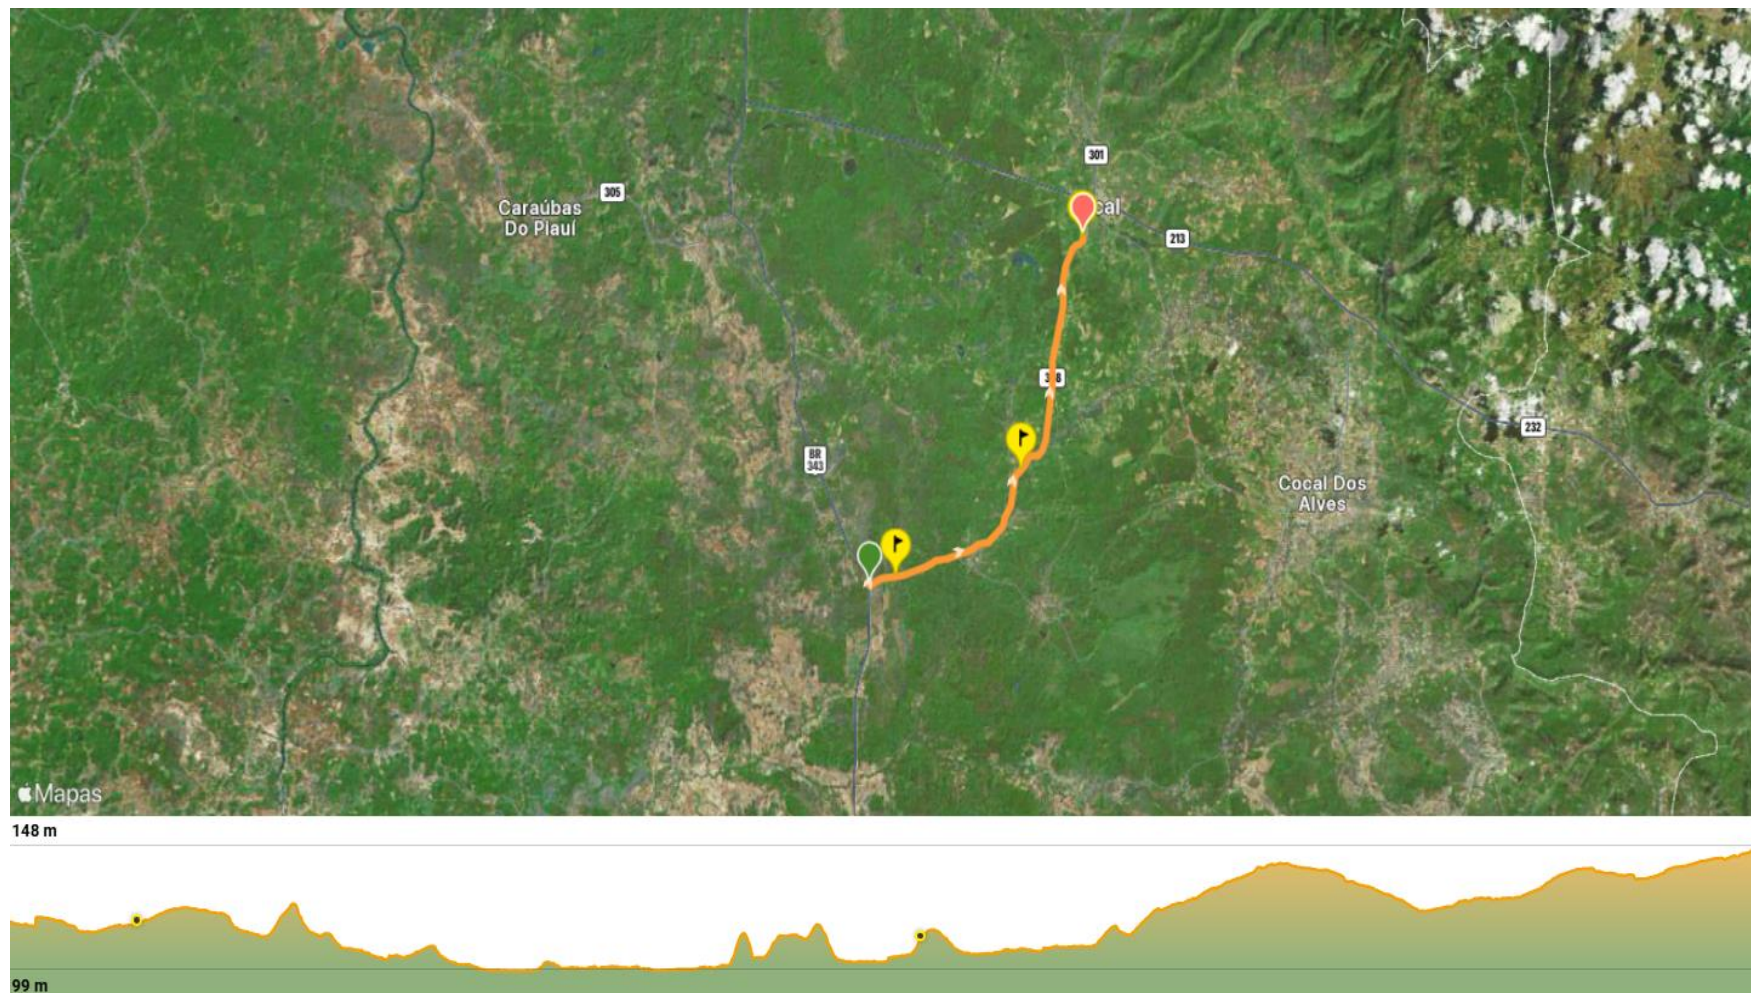 301
305
Caraúbas
Do Piauí
cal
213
BR
343
232
Cocal Dos
Alves
Mapas
148 m
99 m